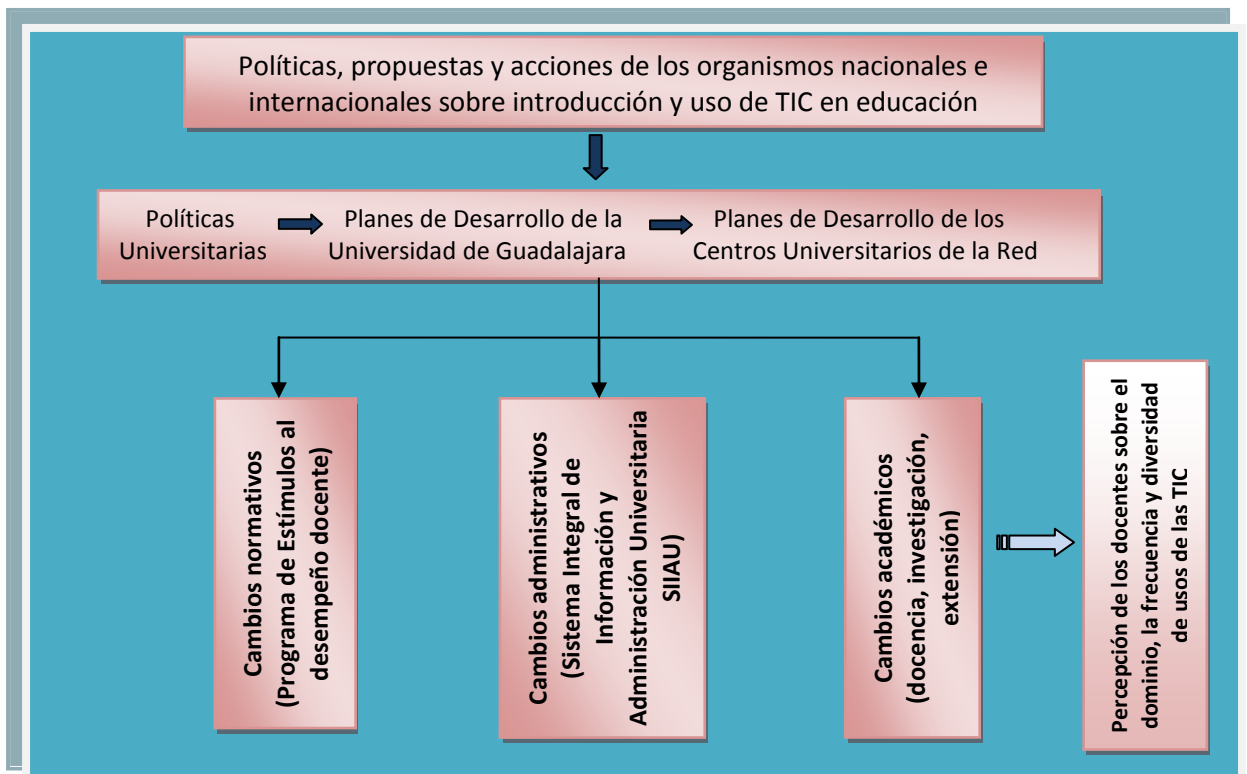 Políticas, propuestas y acciones de los organismos nacionales e
internacionales sobre introducción y uso de TIC en educación
Políticas
Universitarias
Planes de Desarrollo de la
Universidad de Guadalajara
Planes de Desarrollo de los
Centros Universitarios de la Red
Cambios normativos
(Programa de Estímulos al
desempeño docente)
Cambios administrativos
(Sistema Integral de
Información y
Administración Universitaria
SIIAU)
Cambios académicos
(docencia, investigación,
extensión)
Percepción de los docentes sobre el
dominio, la frecuencia y diversidad
de usos de las TIC